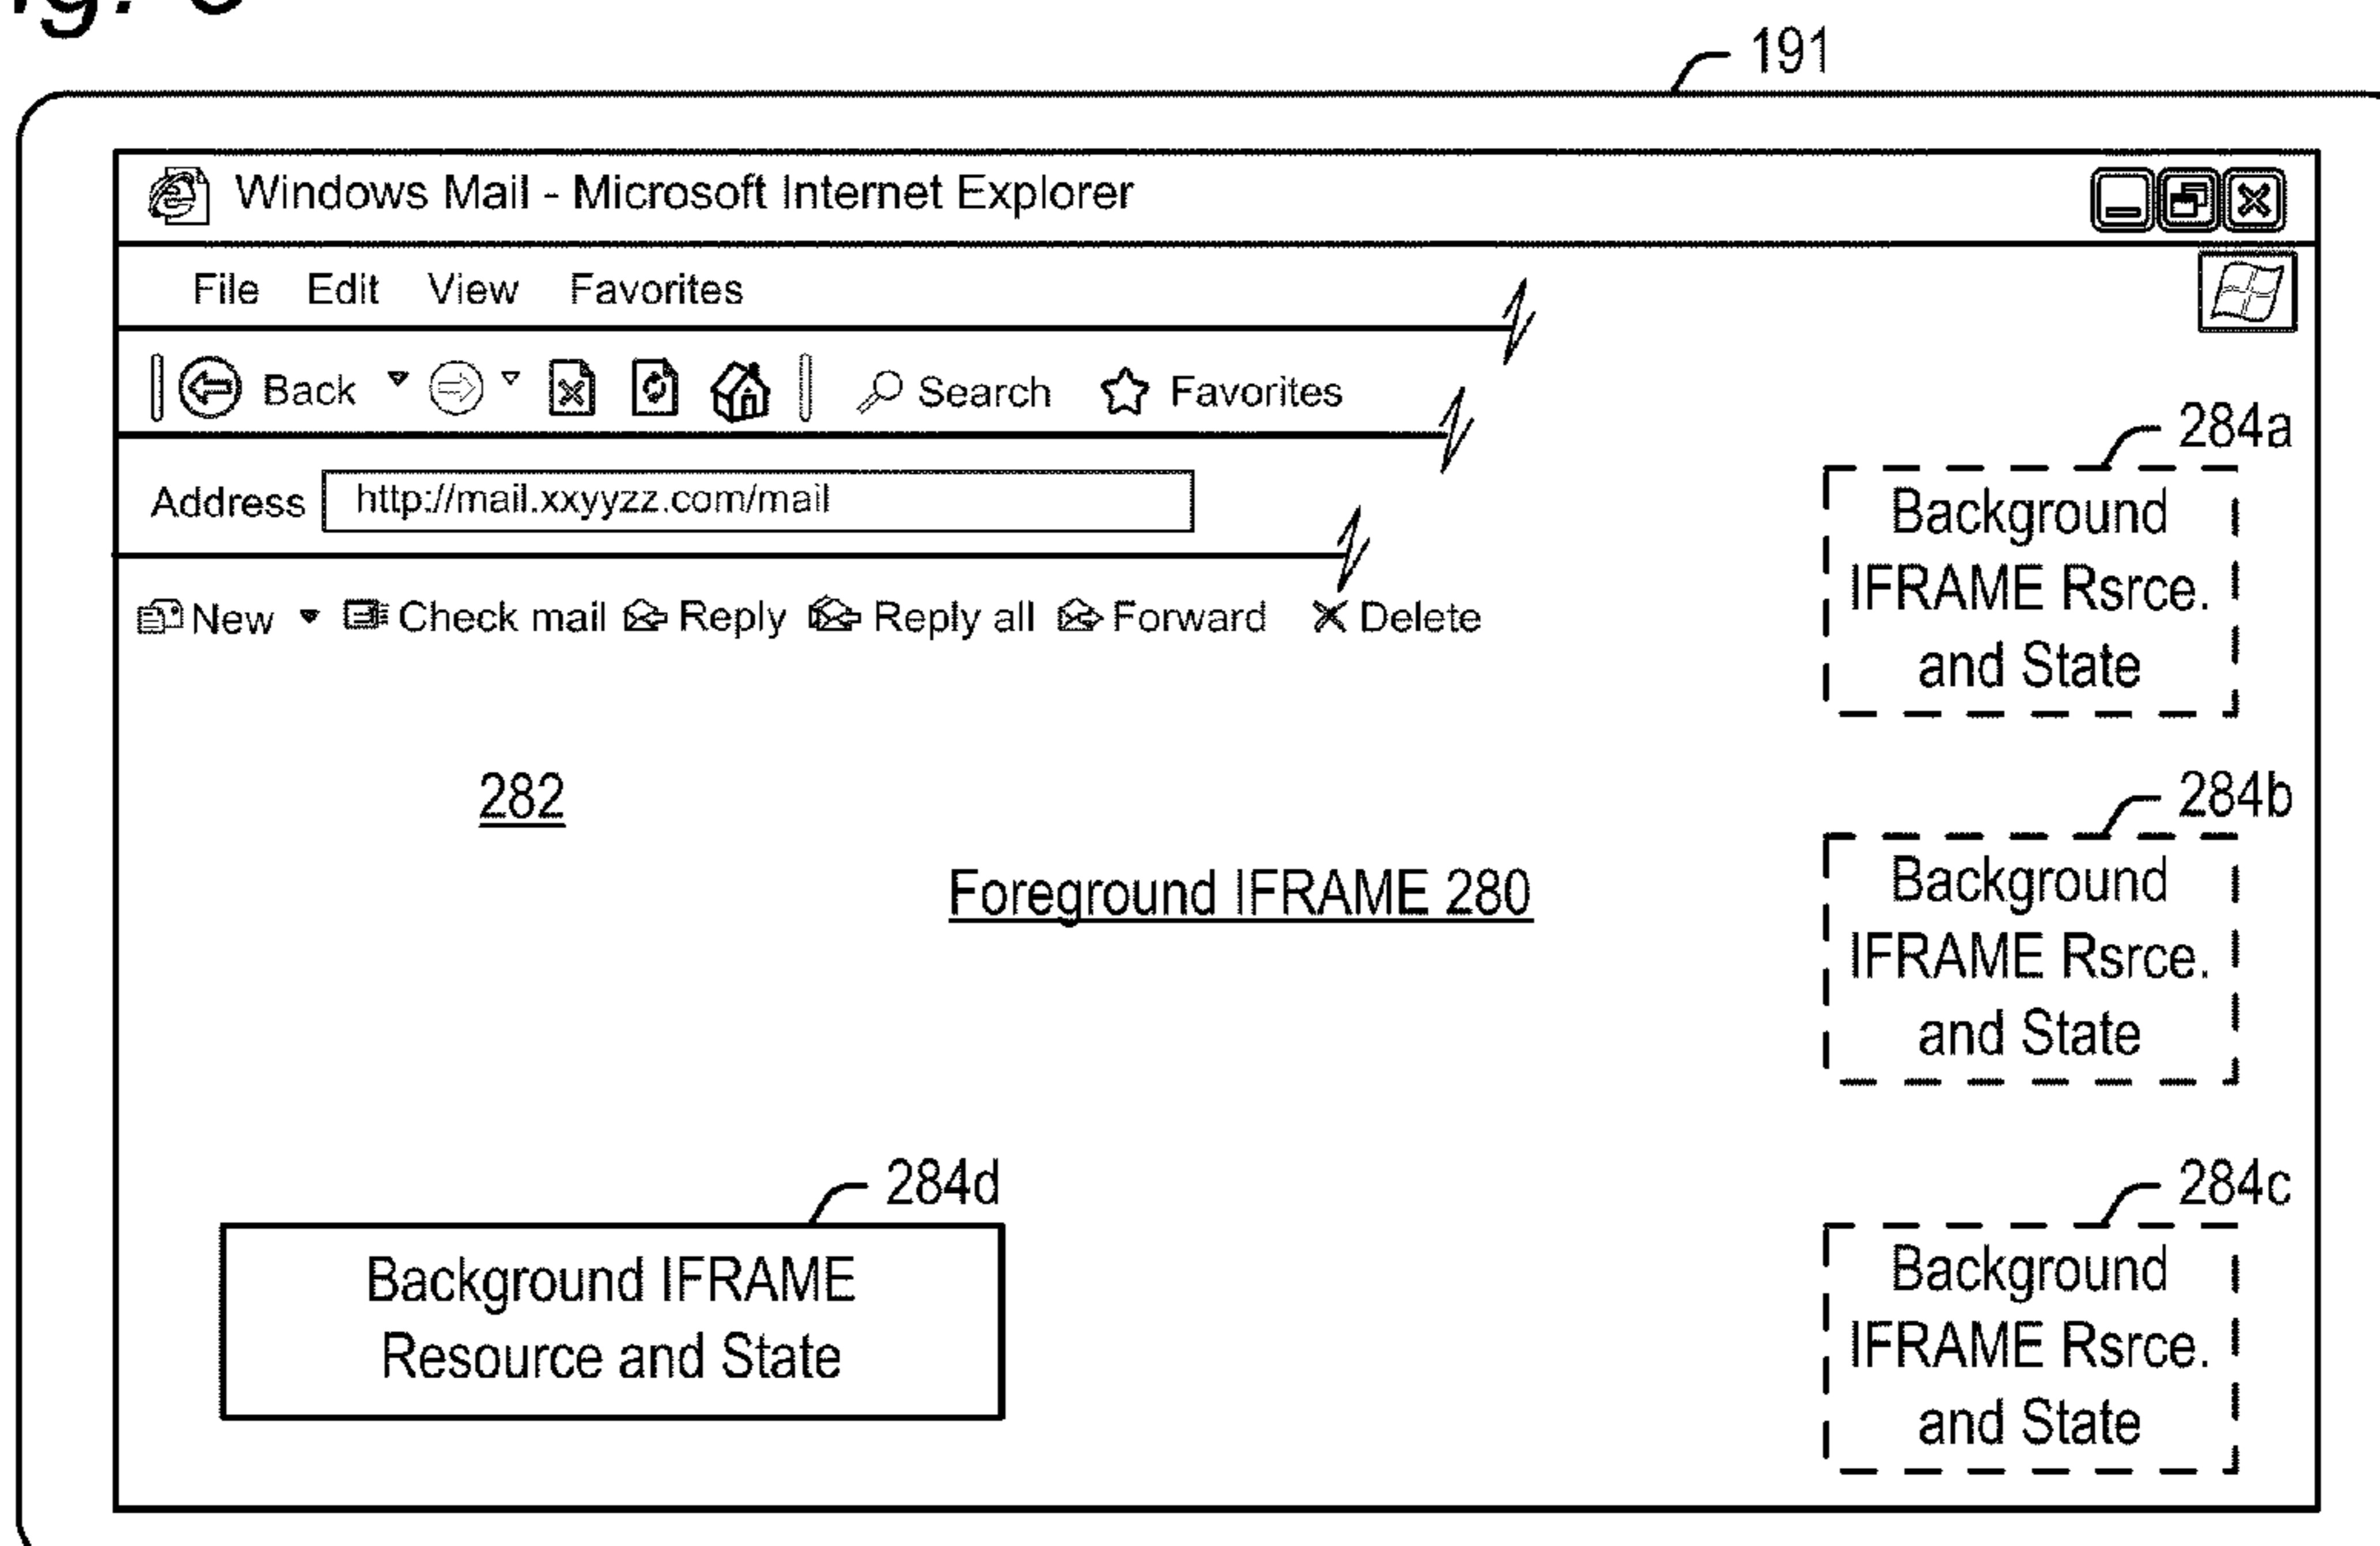 191
Windows Mail - Microsoft Internet Explorer
File Edit View Favorites
Back Search Favorites
Address http://mail.xxyyzz.com/mail
New Check mail Reply Reply all Forward Delete
284a
Background
IFRAME Rsrce.
and State
282
Foreground IFRAME 280
284b
Background
IFRAME Rsrce.
and State
284d
Background IFRAME
Resource and State
284c
Background
IFRAME Rsrce.
and State